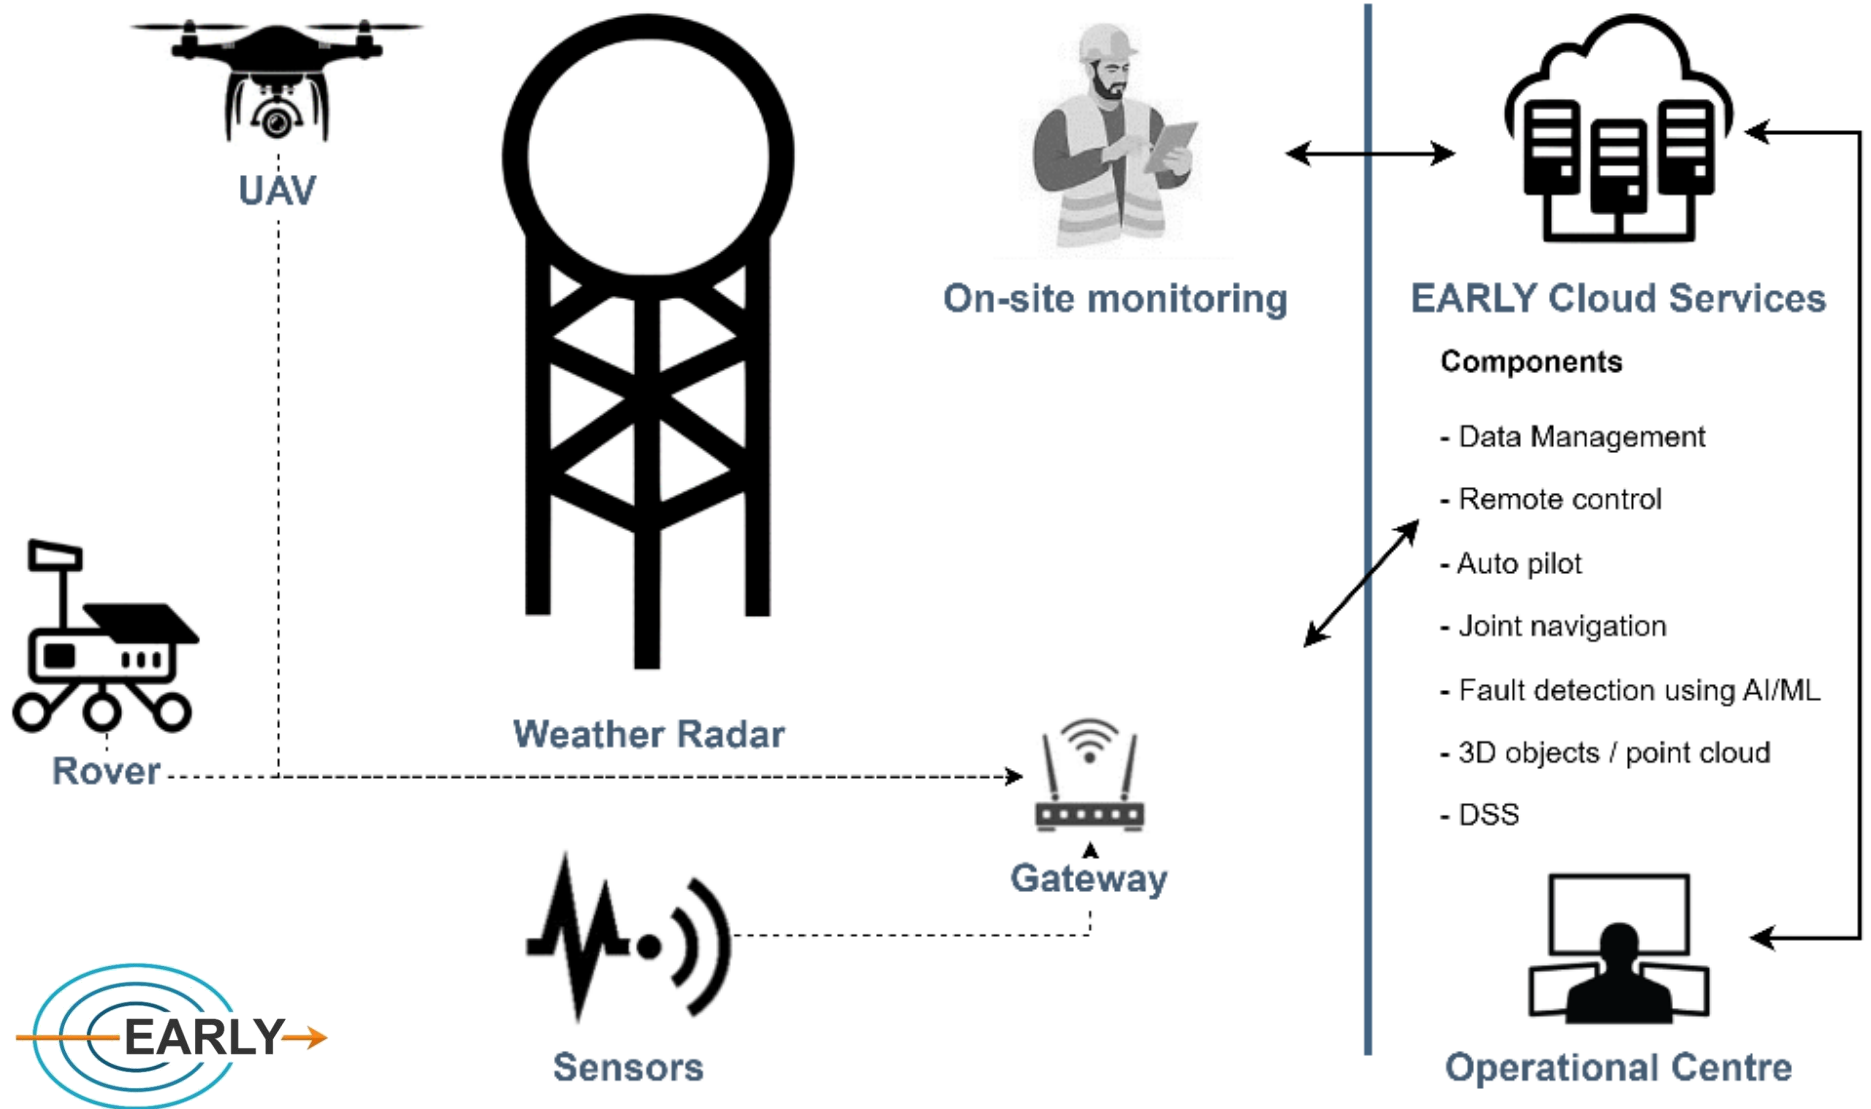 UAV
On-site monitoring
EARLY Cloud Services
Components
- Data Management
- Remote control
- Auto pilot
- Joint navigation
- Fault detection using AI/ML
- 3D objects / point cloud
- DSS
Weather Radar
Rover
Gateway
Sensors
Operational Centre
EARLY